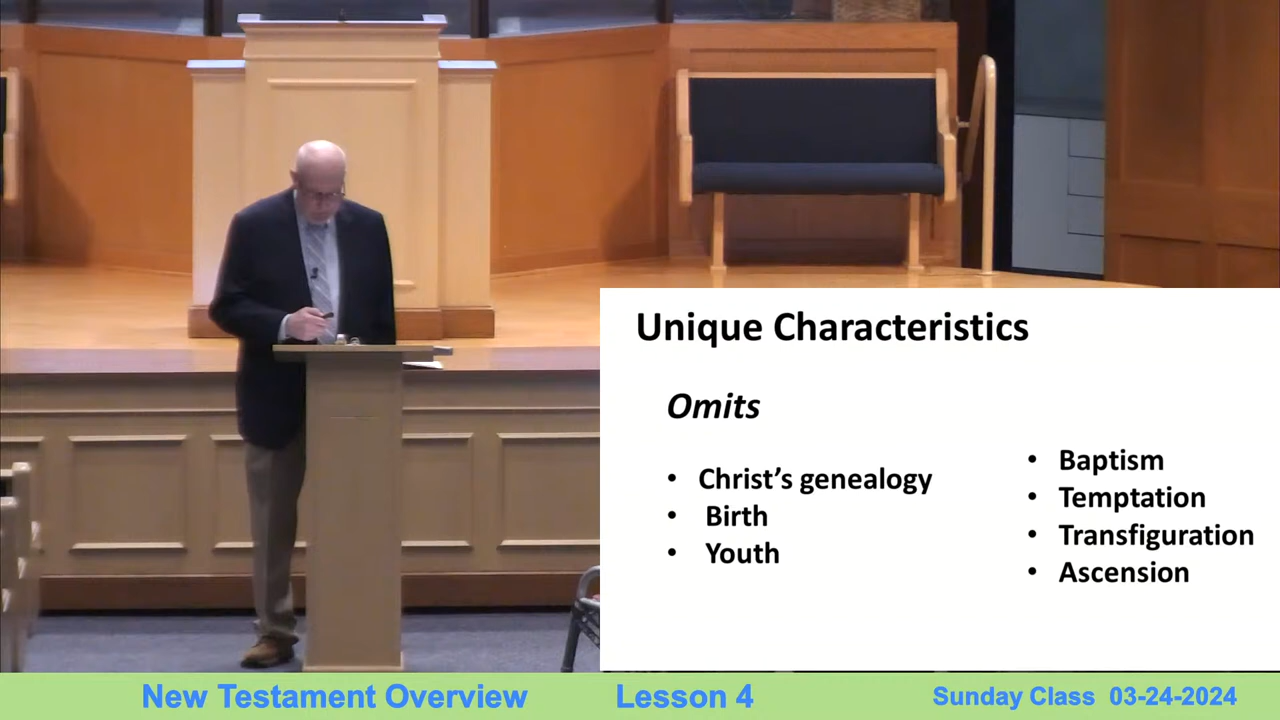 Unique Characteristics
Omits
• Christ's genealogy
• Birth
• Youth
• Baptism
• Temptation
• Transfiguration
• Ascension
New Testament Overview Lesson 4 Sunday Class 03-24-2024